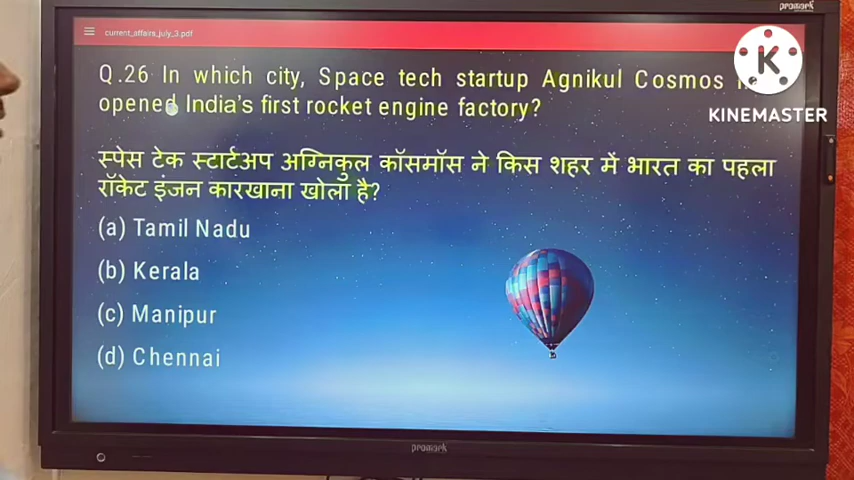 promark
current_affairs_july_3.pdf
Q.26 In which city, Space tech startup Agnikul Cosmos
opened India's first rocket engine factory?
KINEMASTER
स्पेस टेक स्टार्टअप अग्निकुल कॉसमॉस ने किस शहर में भारत का पहला
रॉकेट इंजन कारखाना खोला है?
(a) Tamil Nadu
(b) Kerala
(c) Manipur
(d) Chennai
promark